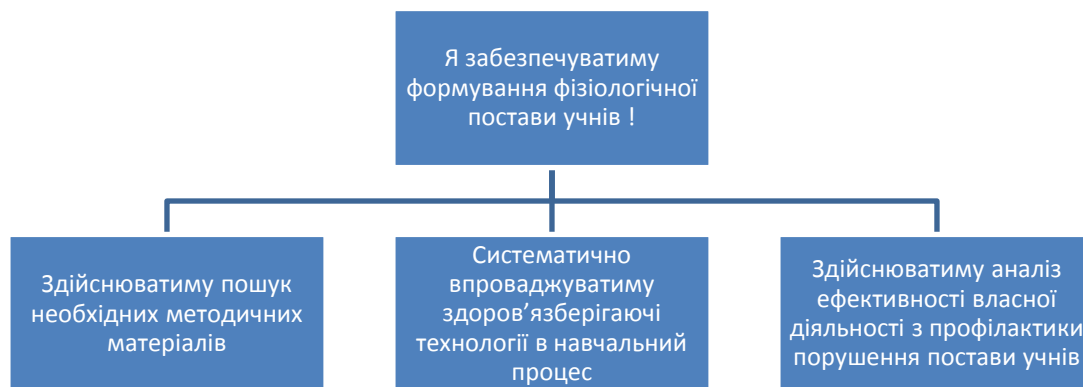 Я забезпечуватиму
формування фізіологічної
постави учнів !
Здійснюватиму пошук
необхідних методичних
матеріалів
Систематично
впроваджуватиму
здоров’язберігаючі
технології в навчальний
процес
Здійснюватиму аналіз
ефективності власної
діяльності з профілактики
порушення постави учнів